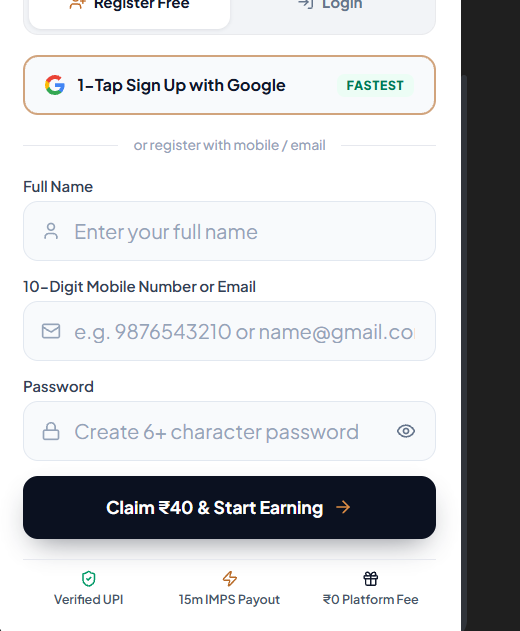 Register Free
Login
1-Tap Sign Up with Google
FASTEST
or register with mobile / email
Full Name
Enter your full name
10-Digit Mobile Number or Email
e.g. 9876543210 or name@gmail.co
Password
Create 6+ character password
Claim ₹40 & Start Earning
Verified UPI
15m IMPS Payout
₹0 Platform Fee